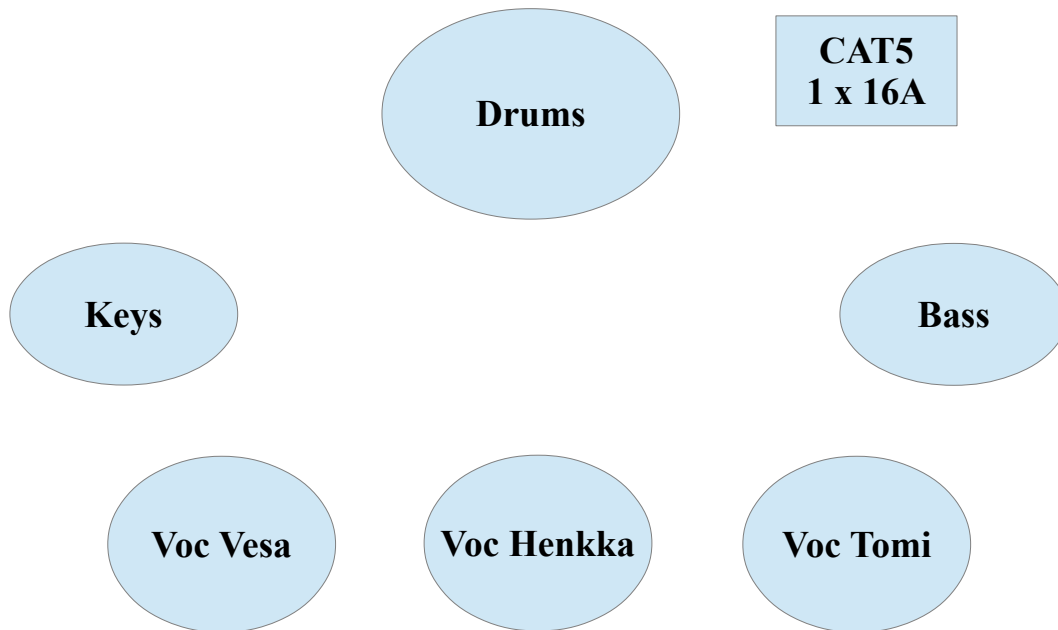 CAT5
1 x 16A
Drums
Keys
Bass
Voc Vesa
Voc Henkka
Voc Tomi